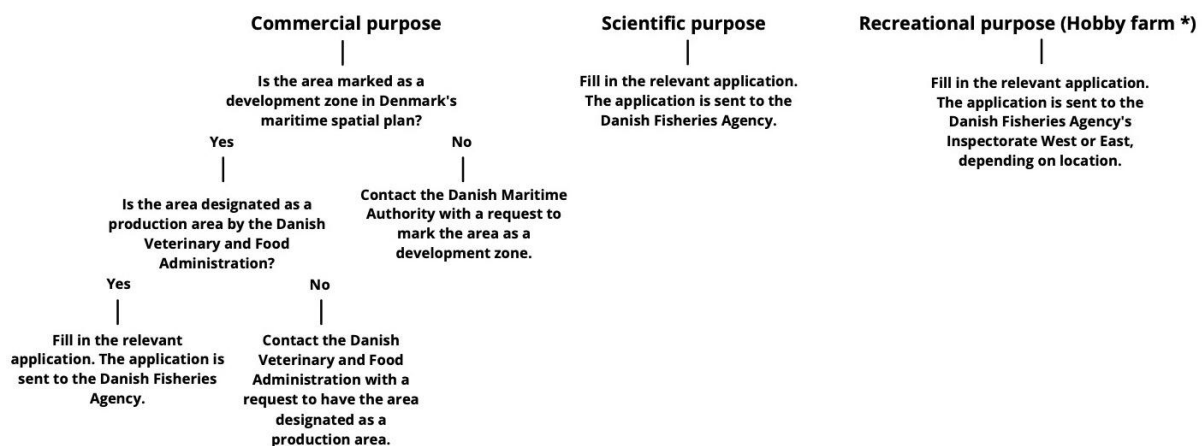 Commercial purpose
Is the area marked as a
development zone in Denmark's
maritime spatial plan?
Yes
No
Is the area designated as a
production area by the Danish
Veterinary and Food
Administration?
Contact the Danish Maritime
Authority with a request to
mark the area as a
development zone.
Yes
No
Fill in the relevant
application. The application is
sent to the Danish Fisheries
Agency.
Contact the Danish
Veterinary and Food
Administration with a
request to have the area
designated as a
production area.
Scientific purpose
Fill in the relevant application.
The application is sent to the
Danish Fisheries Agency.
Recreational purpose (Hobby farm *)
Fill in the relevant application.
The application is sent to the
Danish Fisheries Agency's
Inspectorate West or East,
depending on location.